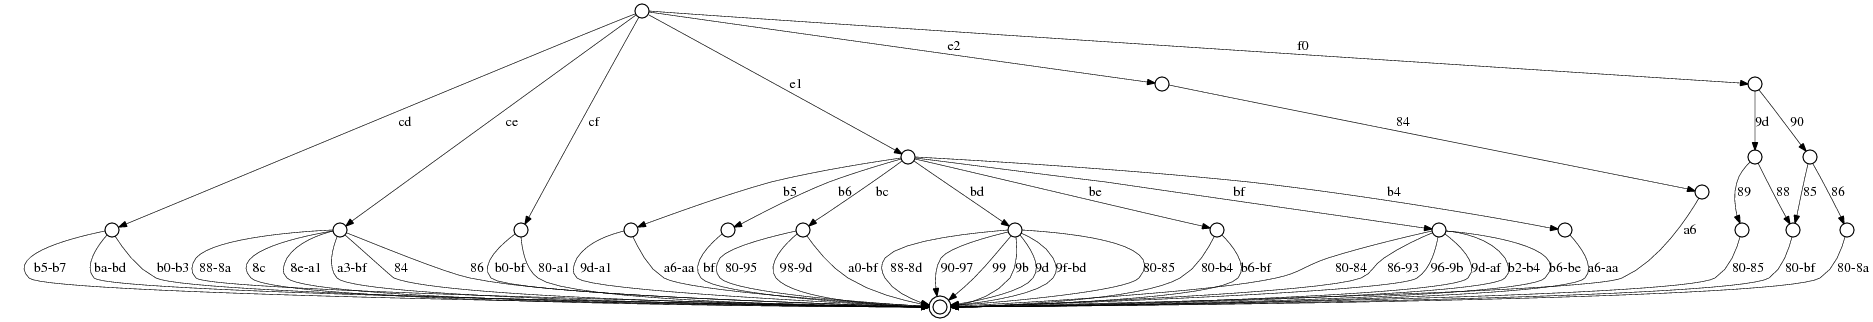 e2
f0
e1
cd
ce
cf
84
9d
90
b5
b6
bc
bd
be
bf
b4
89
88
85
86
a6
b5-b7
ba-bd
b0-b3
88-8a
8c
8e-a1
a3-bf
84
86
b0-bf
80-a1
9d-a1
a6-aa
bf
80-95
98-9d
a0-bf
88-8d
90-97
99
9b
9d
9f-bd
80-85
80-b4
b6-bf
80-84
86-93
96-9b
9d-af
b2-b4
b6-be
a6-aa
80-85
80-bf
80-8a